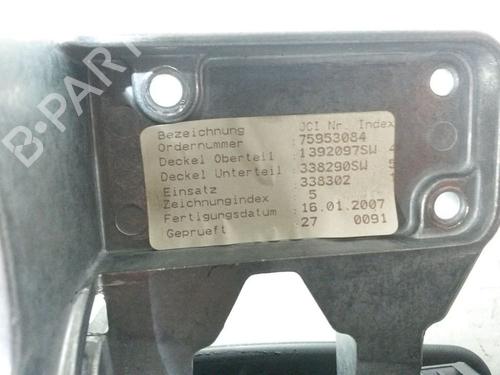 B-PARTS
Bezeichnung JCI Nr. Index
Ordernummer : 75953084
Deckel Oberteil : 1392097SW 4
Deckel Unterteil : 338290SW 5
Einsatz : 338302
Zeichnungindex : 5
Fertigungsdatum : 16.01.2007
Geprueft : 27 0091